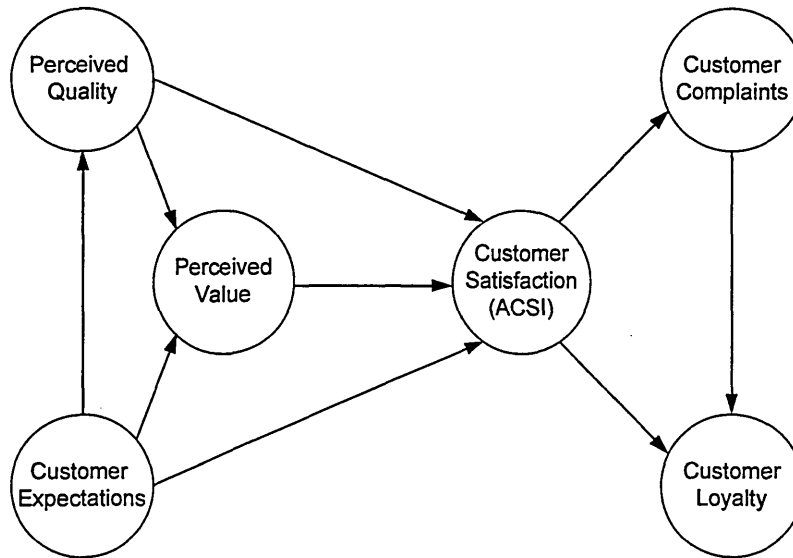 Perceived
Quality
Customer
Complaints
Perceived
Value
Customer
Satisfaction
(ACSI)
Customer
Expectations
Customer
Loyalty